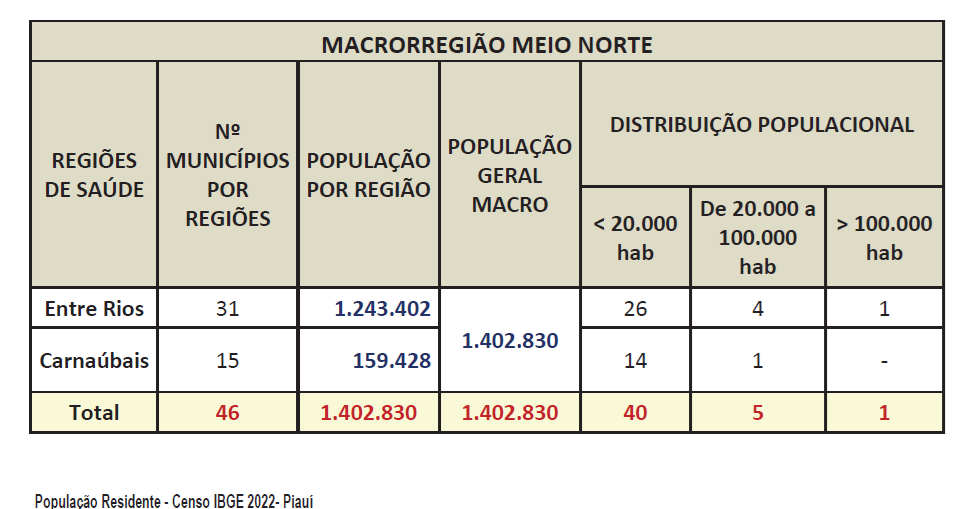 MACRORREGIÃO MEIO NORTE
REGIÕES
DE SAÚDE
Nº
MUNICÍPIOS
POR
REGIÕES
POPULAÇÃO
POR REGIÃO
POPULAÇÃO
GERAL
MACRO
DISTRIBUIÇÃO POPULACIONAL
< 20.000
hab
De 20.000 a
100.000
hab
> 100.000
hab
Entre Rios 31 1.243.402 1.402.830 26 4 1
Carnaúbais 15 159.428 14 1 -
Total 46 1.402.830 1.402.830 40 5 1
População Residente - Censo IBGE 2022- Piauí